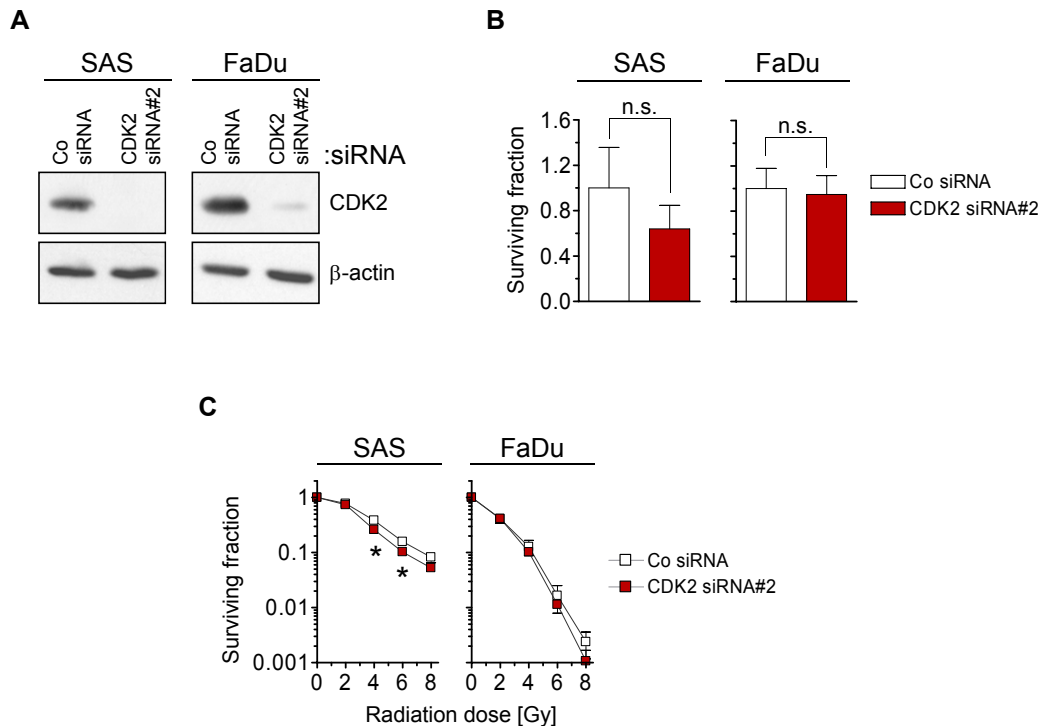 A
SAS
FaDu
Co
siRNA
CDK2
siRNA#2
Co
siRNA
CDK2
siRNA#2
:siRNA
CDK2
β-actin
B
SAS
FaDu
Surviving fraction
1.6
1.2
0.8
0.4
0.0
n.s.
n.s.
Co siRNA
CDK2 siRNA#2
C
SAS
FaDu
Surviving fraction
1
0.1
0.01
0.001
* *
0 2 4 6 8
0 2 4 6 8
Radiation dose [Gy]
Co siRNA
CDK2 siRNA#2